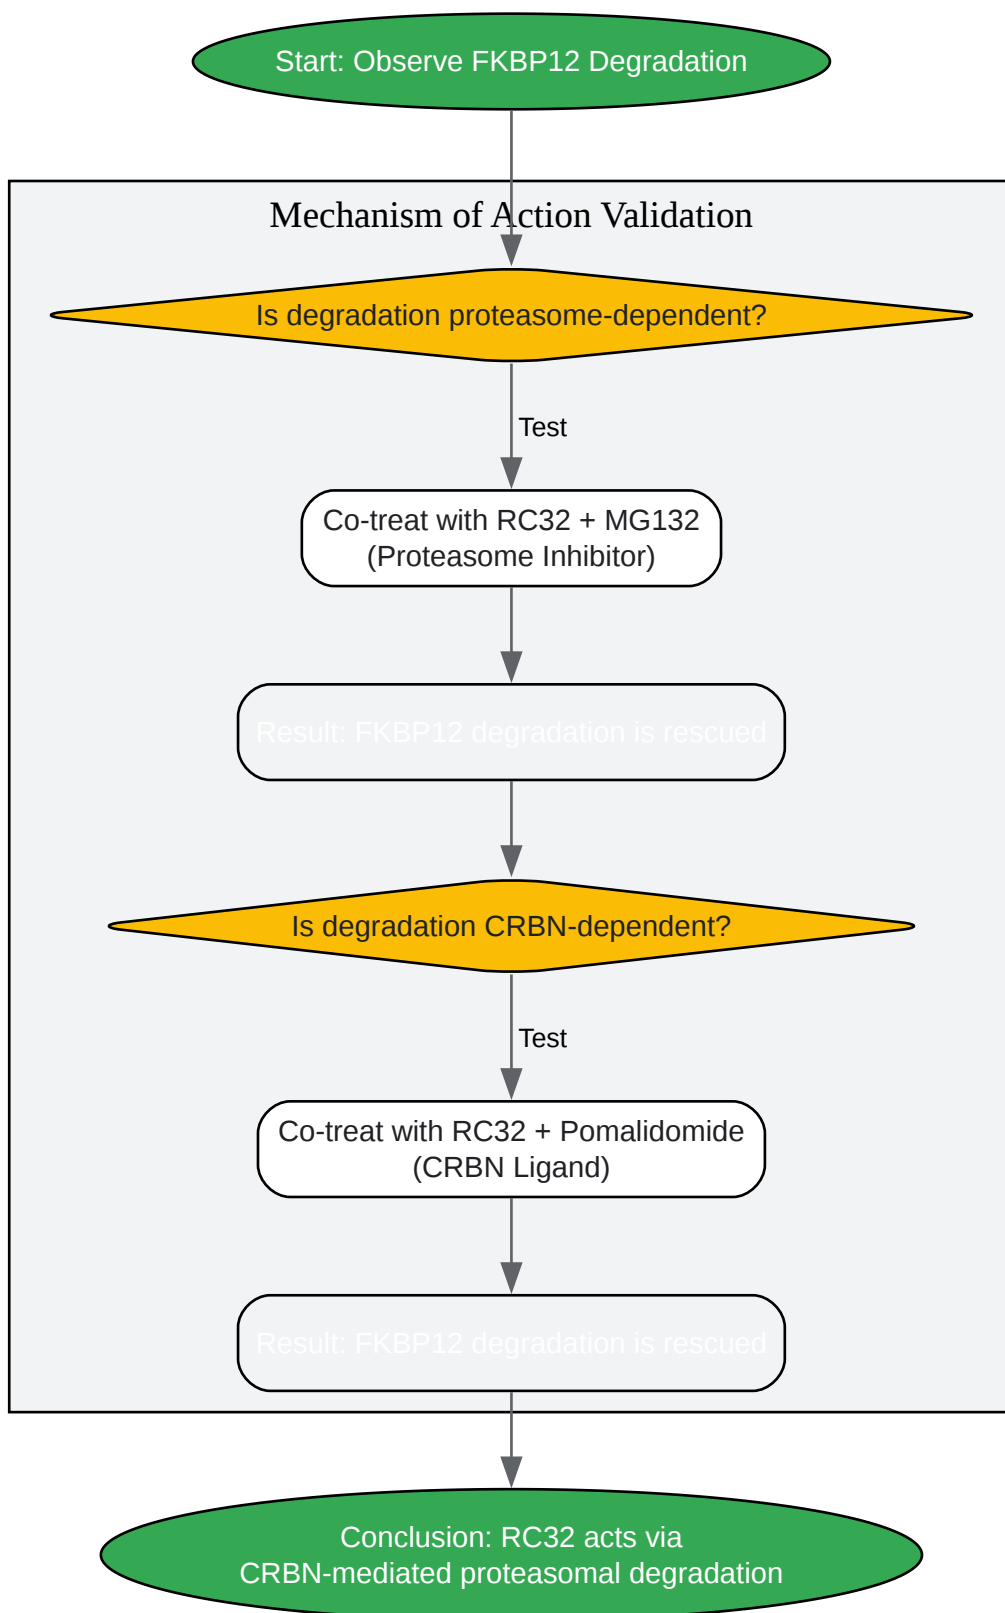 Start: Observe FKBP12 Degradation
Mechanism of Action Validation
Is degradation proteasome-dependent?
Test
Co-treat with RC32 + MG132
(Proteasome Inhibitor)
Result: FKBP12 degradation is rescued
Is degradation CRBN-dependent?
Test
Co-treat with RC32 + Pomalidomide
(CRBN Ligand)
Result: FKBP12 degradation is rescued
Conclusion: RC32 acts via
CRBN-mediated proteasomal degradation